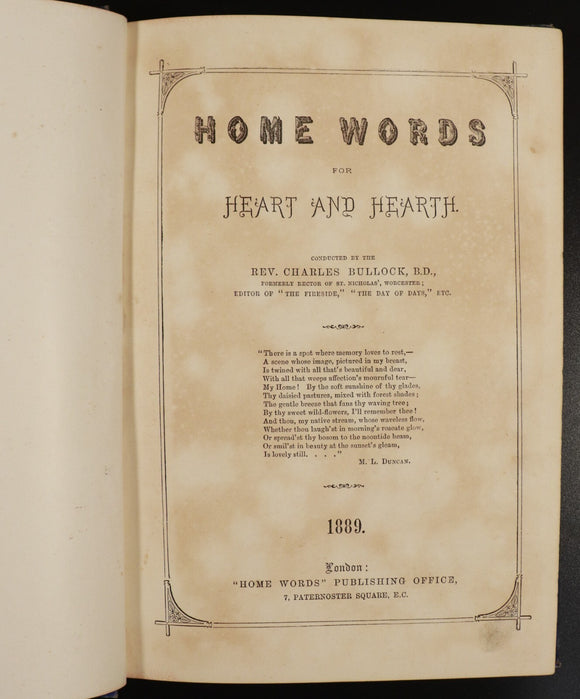 HOME WORDS
FOR
HEART AND HEARTH.
CONDUCTED BY THE
REV. CHARLES BULLOCK, B.D.,
FORMERLY RECTOR OF ST. NICHOLAS', WORCESTER;
EDITOR OF "THE FIRESIDE," "THE DAY OF DAYS," ETC.
"There is a spot where memory loves to rest,—
A scene whose image, pictured in my breast,
Is twined with all that's beautiful and dear,
With all that weeps affection's mournful tear—
My Home! By the soft sunshine of thy glades,
Thy daisied pastures, mixed with forest shades;
The gentle breeze that fans thy waving tree;
By thy sweet wild-flowers, I'll remember thee!
And thou, my native stream, whose waveless flow,
Whether thou laugh'st in morning's roseate glow,
Or spread'st thy bosom to the noontide beam,
Or smil'st in beauty at the sunset's gleam,
Is lovely still. . . ."
M. L. DUNCAN.
1889.
London:
"HOME WORDS" PUBLISHING OFFICE,
7, PATERNOSTER SQUARE, E.C.